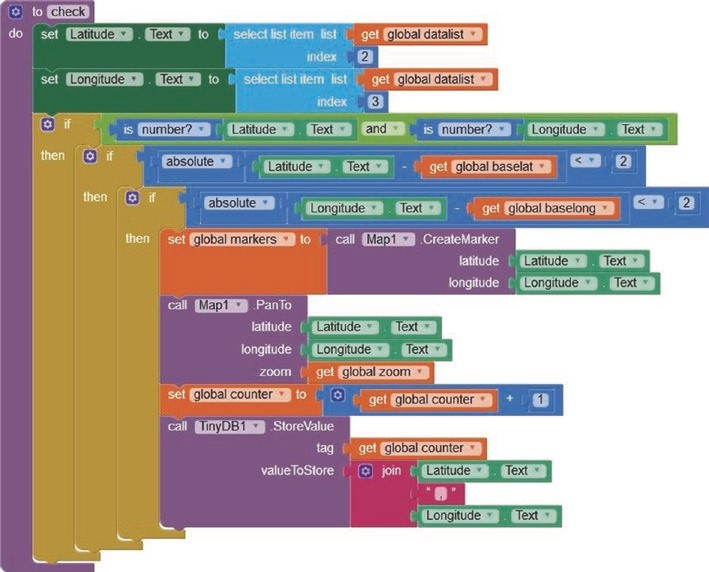 to check
do set Latitude . Text to select list item list get global datalist
index 2
set Longitude . Text to select list item list get global datalist
index 3
if is number? Latitude . Text and is number? Longitude . Text
then if absolute Latitude . Text - get global baselat < 2
then if absolute Longitude . Text - get global baselong < 2
then set global markers to call Map1 .CreateMarker
latitude Latitude . Text
longitude Longitude . Text
call Map1 .PanTo
latitude Latitude . Text
longitude Longitude . Text
zoom get global zoom
set global counter to get global counter + 1
call TinyDB1 .StoreValue
tag get global counter
valueToStore join Latitude . Text
" , "
Longitude . Text